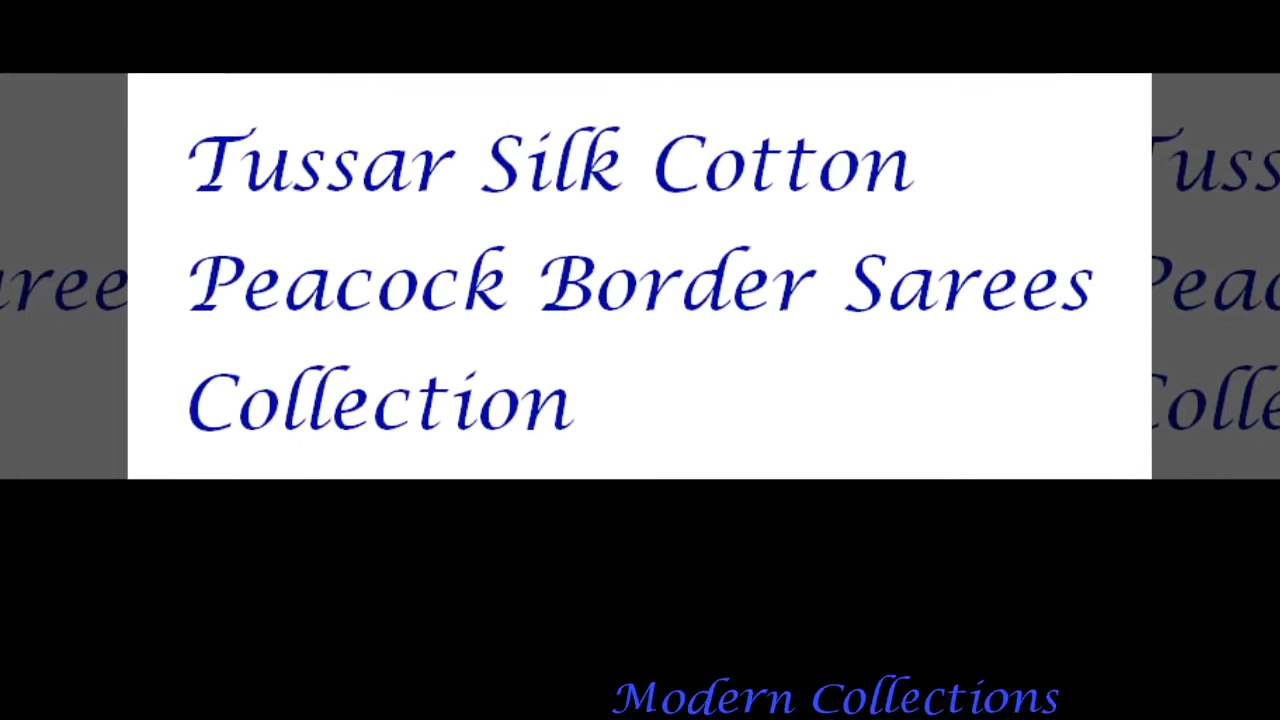 Tussar Silk Cotton
Peacock Border Sarees
Collection
Modern Collections